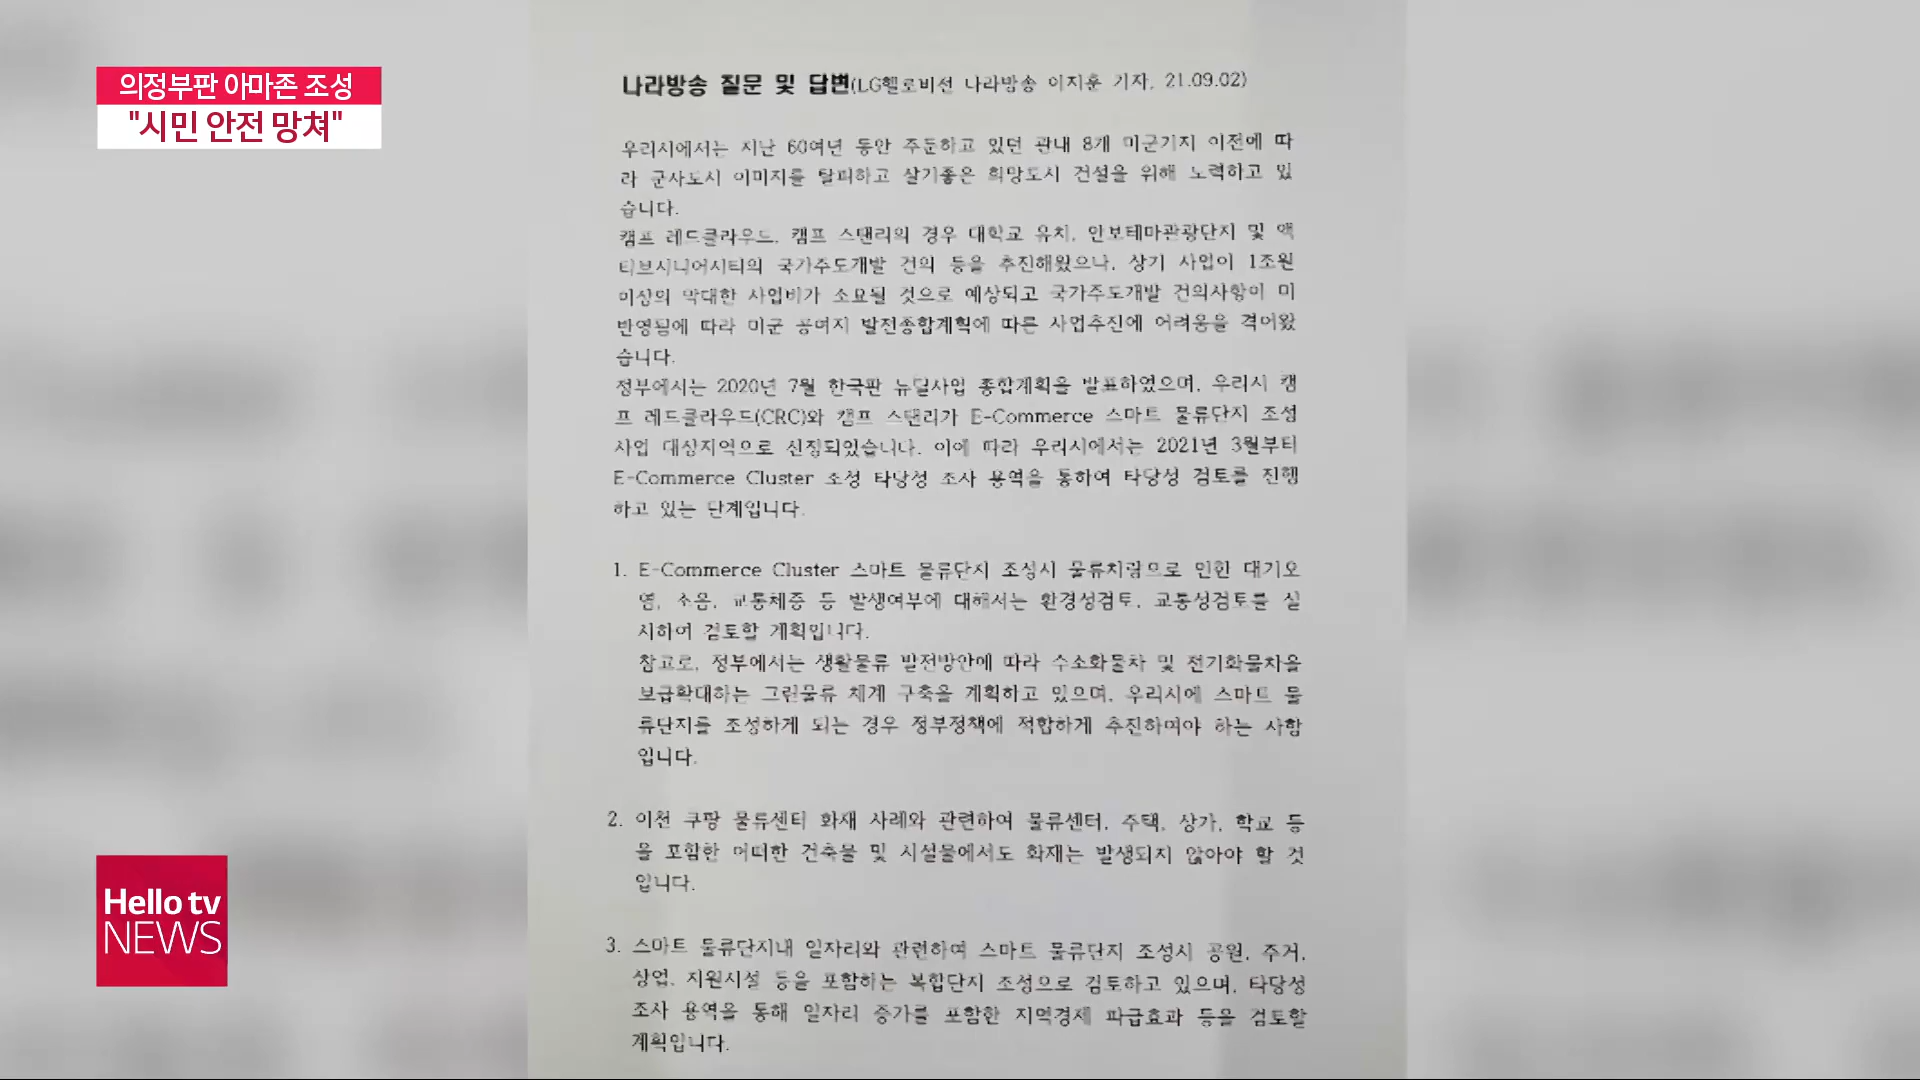 의정부판 아마존 조성
"시민 안전 망쳐"
나라방송 질문 및 답변(LG헬로비전 나라방송 이지훈 기자, 21.09.02)
우리시에서는 지난 60여년 동안 주둔하고 있던 관내 8개 미군기지 이전에 따
라 군사도시 이미지를 탈피하고 살기좋은 희망도시 건설을 위해 노력하고 있
습니다.
캠프 레드클라우드, 캠프 스탠리의 경우 대학교 유치, 안보테마관광단지 및 액
티브시니어시티의 국가주도개발 건의 등을 추진해왔으나, 상기 사업이 1조원
이상의 막대한 사업비가 소요될 것으로 예상되고 국가주도개발 건의사항이 미
반영됨에 따라 미군 공여지 발전종합계획에 따른 사업추진에 어려움을 겪어왔
습니다.
정부에서는 2020년 7월 한국판 뉴딜사업 종합계획을 발표하였으며, 우리시 캠
프 레드클라우드(CRC)와 캠프 스탠리가 E-Commerce 스마트 물류단지 조성
사업 대상지역으로 선정되었습니다. 이에 따라 우리시에서는 2021년 3월부터
E-Commerce Cluster 조성 타당성 조사 용역을 통하여 타당성 검토를 진행
하고 있는 단계입니다.
1. E-Commerce Cluster 스마트 물류단지 조성시 물류차량으로 인한 대기오
염, 소음, 교통체증 등 발생여부에 대해서는 환경성검토, 교통성검토를 실
시하여 검토할 계획입니다.
참고로, 정부에서는 생활물류 발전방안에 따라 수소화물차 및 전기화물차을
보급확대하는 그린물류 체계 구축을 계획하고 있으며, 우리시에 스마트 물
류단지를 조성하게 되는 경우 정부정책에 적합하게 추진하여야 하는 사항
입니다.
2. 이천 쿠팡 물류센터 화재 사례와 관련하여 물류센터, 주택, 상가, 학교 등
을 포함한 어떠한 건축물 및 시설물에서도 화재는 발생되지 않아야 할 것
입니다.
3. 스마트 물류단지내 일자리와 관련하여 스마트 물류단지 조성시 공원, 주거,
상업, 지원시설 등을 포함하는 복합단지 조성으로 검토하고 있으며, 타당성
조사 용역을 통해 일자리 증가를 포함한 지역경제 파급효과 등을 검토할
계획입니다.
Hello tv
NEWS